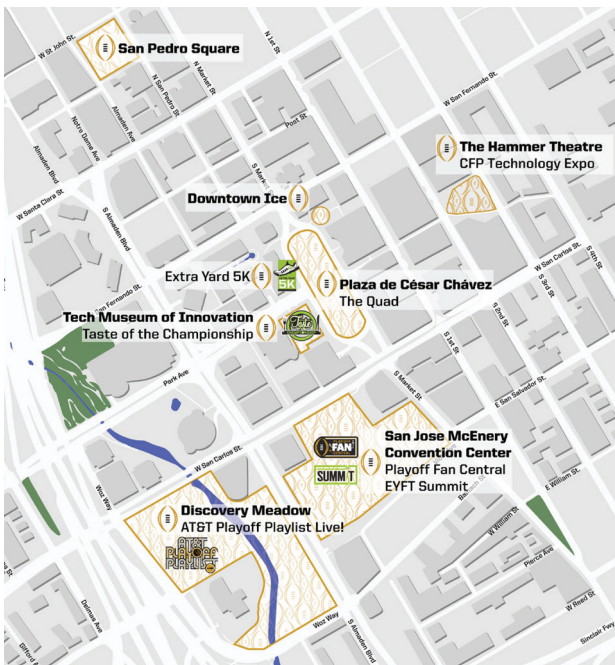 W St John St.
San Pedro Square
N 1st St
N Market St
N San Pedro St
Almaden Ave
Notre Dame Ave
Almaden Blvd
Post St
W San Fernando St.
The Hammer Theatre
CFP Technology Expo
W Santa Clara St
S Almaden Blvd
S Market St
Downtown Ice
S 4th St
W San Carlos St.
S 3rd St
Extra Yard 5K
5K
Plaza de César Chávez
The Quad
San Fernando St.
Tech Museum of Innovation
Taste of the Championship
Taste
S 2nd St
S 1st St
Park Ave
S Market St
E San Salvador St.
W San Carlos St.
FAN
SUMMIT
San Jose McEnery
Convention Center
Playoff Fan Central
EYFT Summit
E William St
Woz Way
Discovery Meadow
AT&T Playoff Playlist Live!
AT&T
PLAYOFF
PLAYLIST
W William St
Pierce Ave
Delmas Ave
Woz Way
S Almaden Blvd
W Reed St
Sinclair Fwy